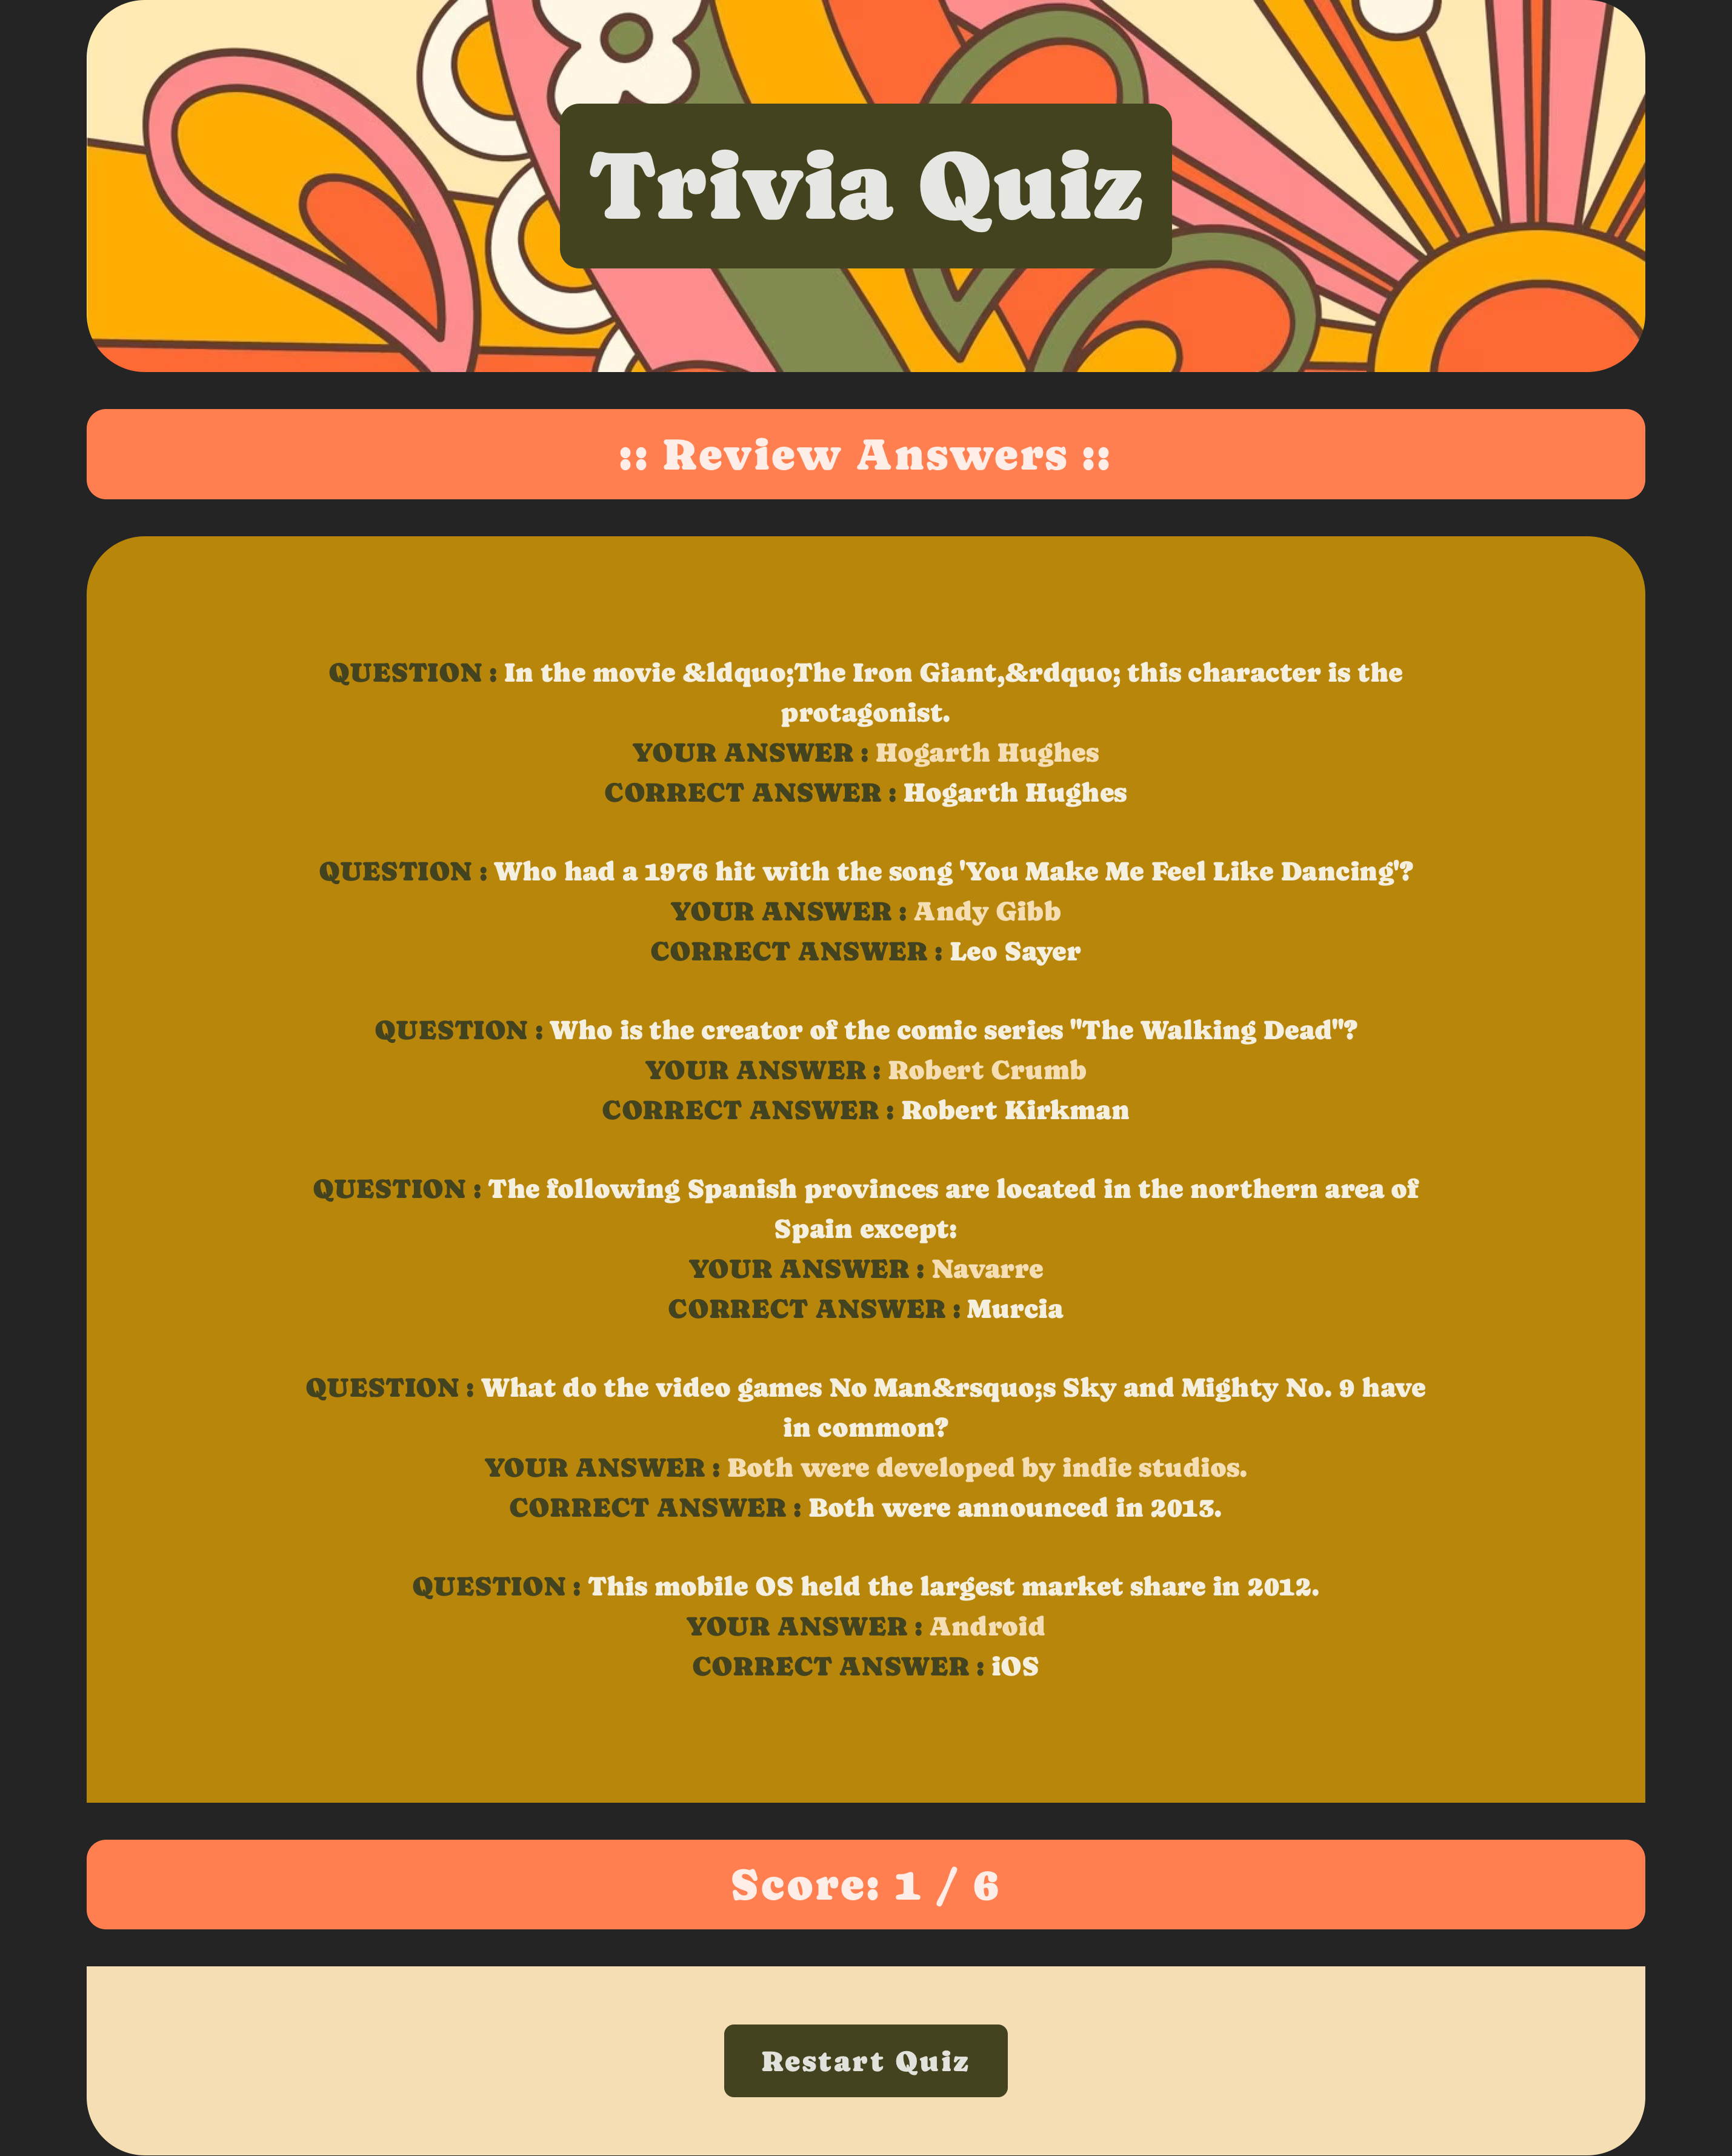 Trivia Quiz
:: Review Answers ::
QUESTION : In the movie &ldquo;The Iron Giant,&rdquo; this character is the
protagonist.
YOUR ANSWER : Hogarth Hughes
CORRECT ANSWER : Hogarth Hughes
QUESTION : Who had a 1976 hit with the song 'You Make Me Feel Like Dancing'?
YOUR ANSWER : Andy Gibb
CORRECT ANSWER : Leo Sayer
QUESTION : Who is the creator of the comic series "The Walking Dead"?
YOUR ANSWER : Robert Crumb
CORRECT ANSWER : Robert Kirkman
QUESTION : The following Spanish provinces are located in the northern area of
Spain except:
YOUR ANSWER : Navarre
CORRECT ANSWER : Murcia
QUESTION : What do the video games No Man&rsquo;s Sky and Mighty No. 9 have
in common?
YOUR ANSWER : Both were developed by indie studios.
CORRECT ANSWER : Both were announced in 2013.
QUESTION : This mobile OS held the largest market share in 2012.
YOUR ANSWER : Android
CORRECT ANSWER : iOS
Score: 1 / 6
Restart Quiz